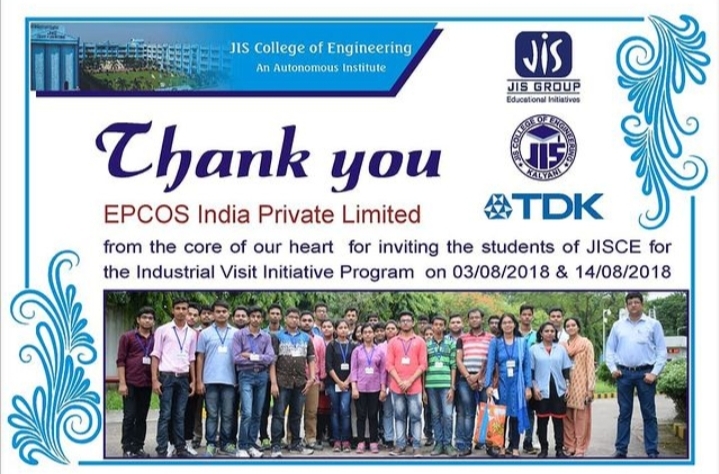 JIS College of Engineering
An Autonomous Institute
JIS
JIS GROUP
Educational Initiatives
Thank you
JIS COLLEGE OF ENGINEERING
JIS
KALYANI
EPCOS India Private Limited
TDK
from the core of our heart for inviting the students of JISCE for
the Industrial Visit Initiative Program on 03/08/2018 & 14/08/2018